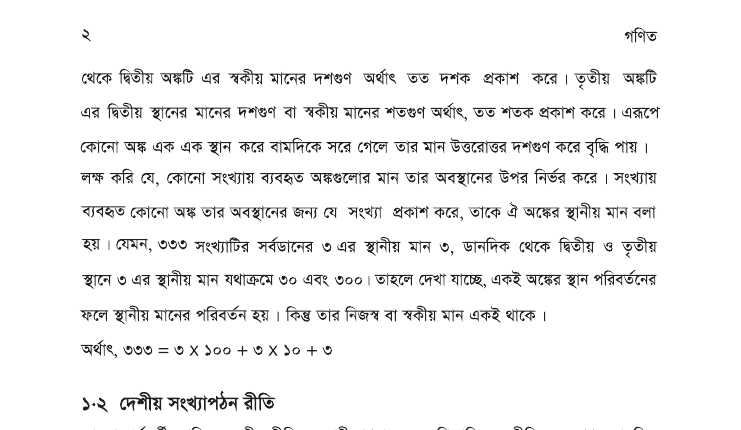 ২
গণিত
থেকে দ্বিতীয় অঙ্কটি এর স্বকীয় মানের দশগুণ অর্থাৎ তত দশক প্রকাশ করে। তৃতীয় অঙ্কটি
এর দ্বিতীয় স্থানের মানের দশগুণ বা স্বকীয় মানের শতগুণ অর্থাৎ, তত শতক প্রকাশ করে। এরূপে
কোনো অঙ্ক এক এক স্থান করে বামদিকে সরে গেলে তার মান উত্তরোত্তর দশগুণ করে বৃদ্ধি পায়।
লক্ষ করি যে, কোনো সংখ্যায় ব্যবহৃত অঙ্কগুলোর মান তার অবস্থানের উপর নির্ভর করে। সংখ্যায়
ব্যবহৃত কোনো অঙ্ক তার অবস্থানের জন্য যে সংখ্যা প্রকাশ করে, তাকে ঐ অঙ্কের স্থানীয় মান বলা
হয়। যেমন, ৩৩৩ সংখ্যাটির সর্বডানের ৩ এর স্থানীয় মান ৩, ডানদিক থেকে দ্বিতীয় ও তৃতীয়
স্থানে ৩ এর স্থানীয় মান যথাক্রমে ৩০ এবং ৩০০। তাহলে দেখা যাচ্ছে, একই অঙ্কের স্থান পরিবর্তনের
ফলে স্থানীয় মানের পরিবর্তন হয়। কিন্তু তার নিজস্ব বা স্বকীয় মান একই থাকে।
অর্থাৎ, ৩৩৩ = ৩ X ১০০ + ৩ X ১০ + ৩
১·২ দেশীয় সংখ্যাপঠন রীতি